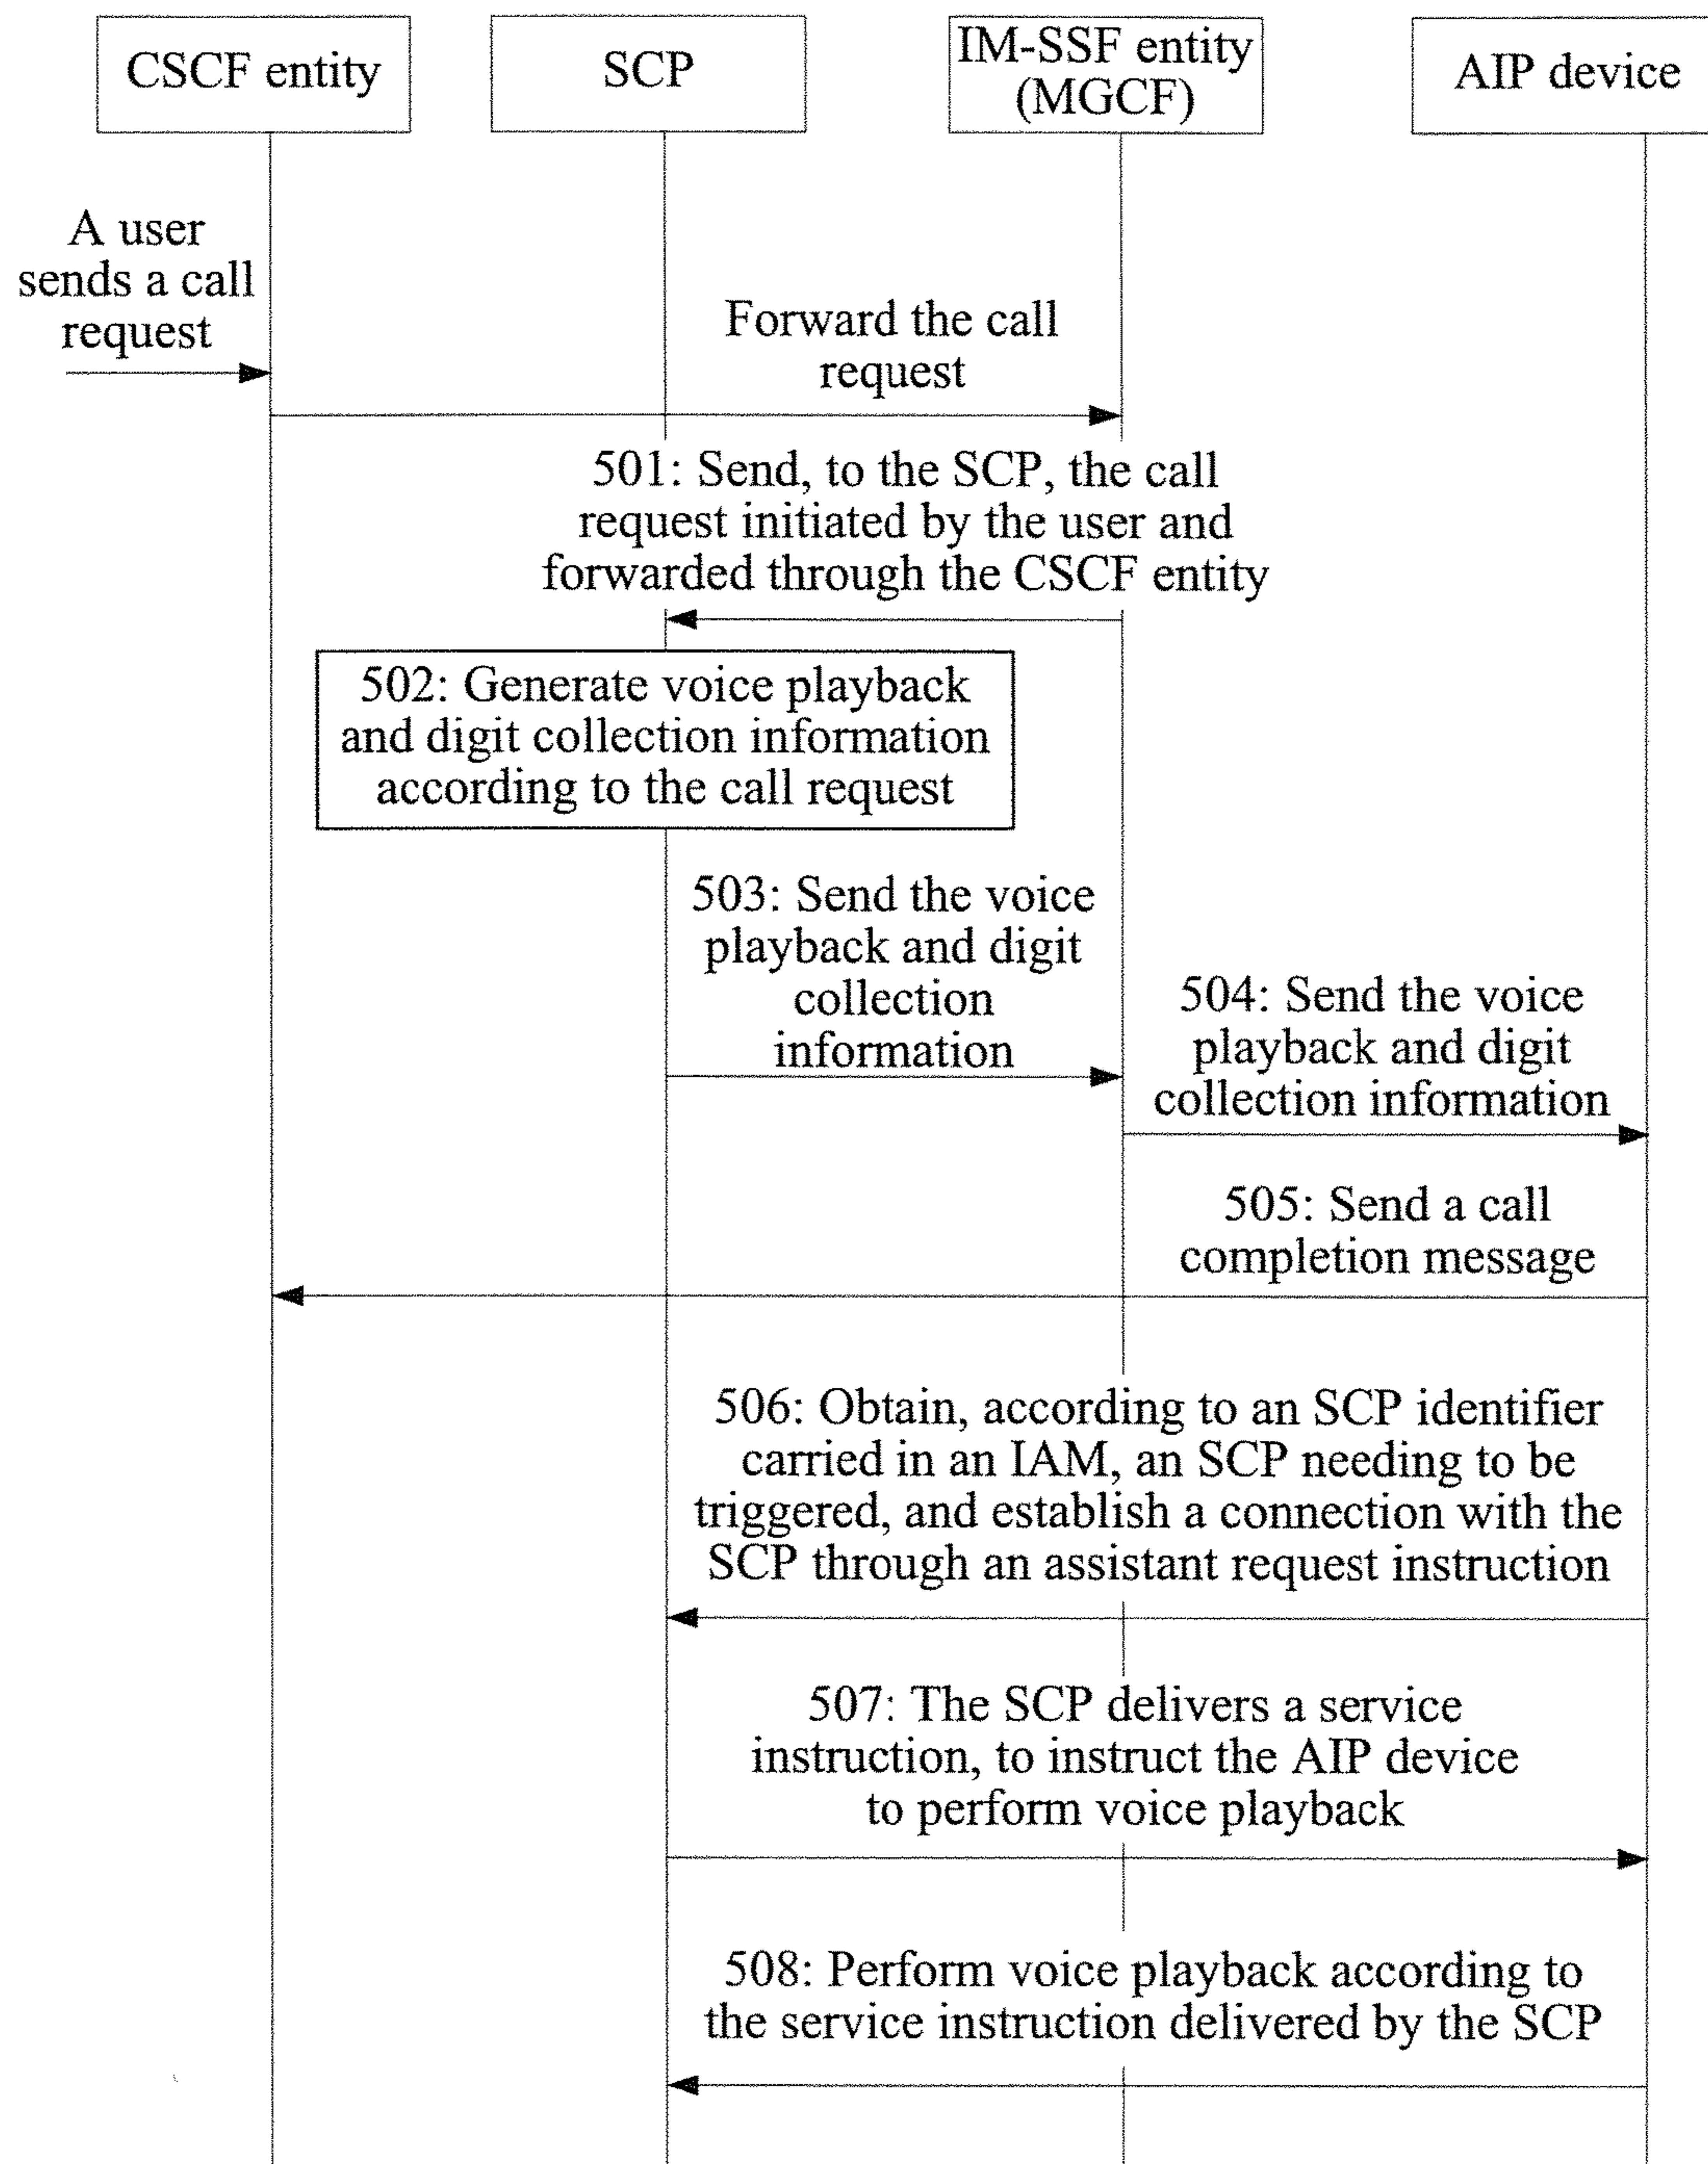 CSCF entity
SCP
IM-SSF entity
(MGCF)
AIP device
A user
sends a call
request
Forward the call
request
501: Send, to the SCP, the call
request initiated by the user and
forwarded through the CSCF entity
502: Generate voice playback
and digit collection information
according to the call request
503: Send the voice
playback and digit
collection
information
504: Send the voice
playback and digit
collection information
505: Send a call
completion message
506: Obtain, according to an SCP identifier
carried in an IAM, an SCP needing to be
triggered, and establish a connection with the
SCP through an assistant request instruction
507: The SCP delivers a service
instruction, to instruct the AIP device
to perform voice playback
508: Perform voice playback according to
the service instruction delivered by the SCP